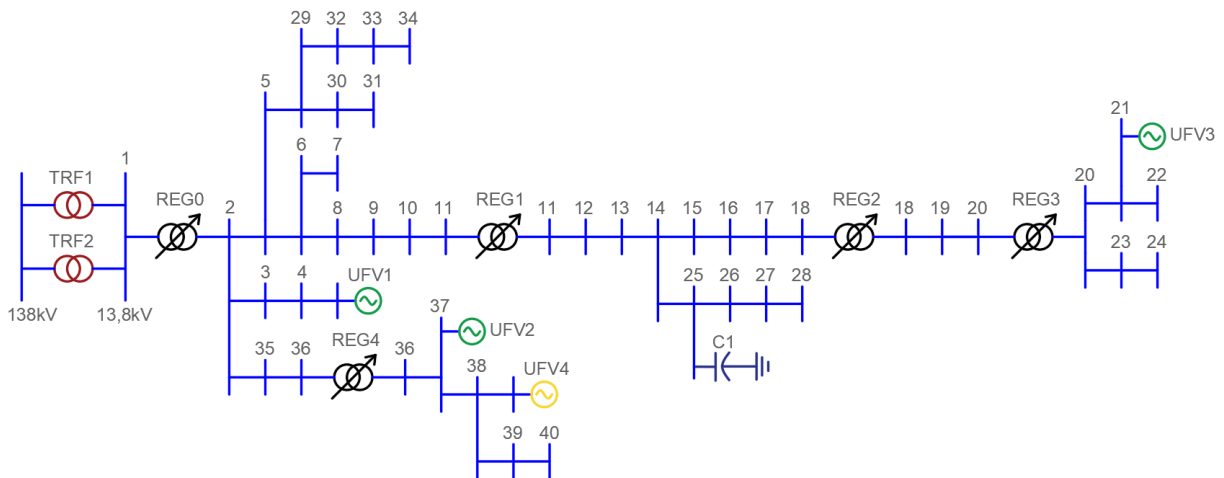 29 32 33 34
5 30 31
6 7
21
UFV3
1
TRF1
REG0
2 8 9 10 11
REG1
11 12 13 14 15 16 17 18
REG2
18 19 20
REG3
20 22
TRF2
23 24
3 4 UFV1
25 26 27 28
138kV 13,8kV
37
UFV2
REG4
35 36 36
38 UFV4
C1
39 40